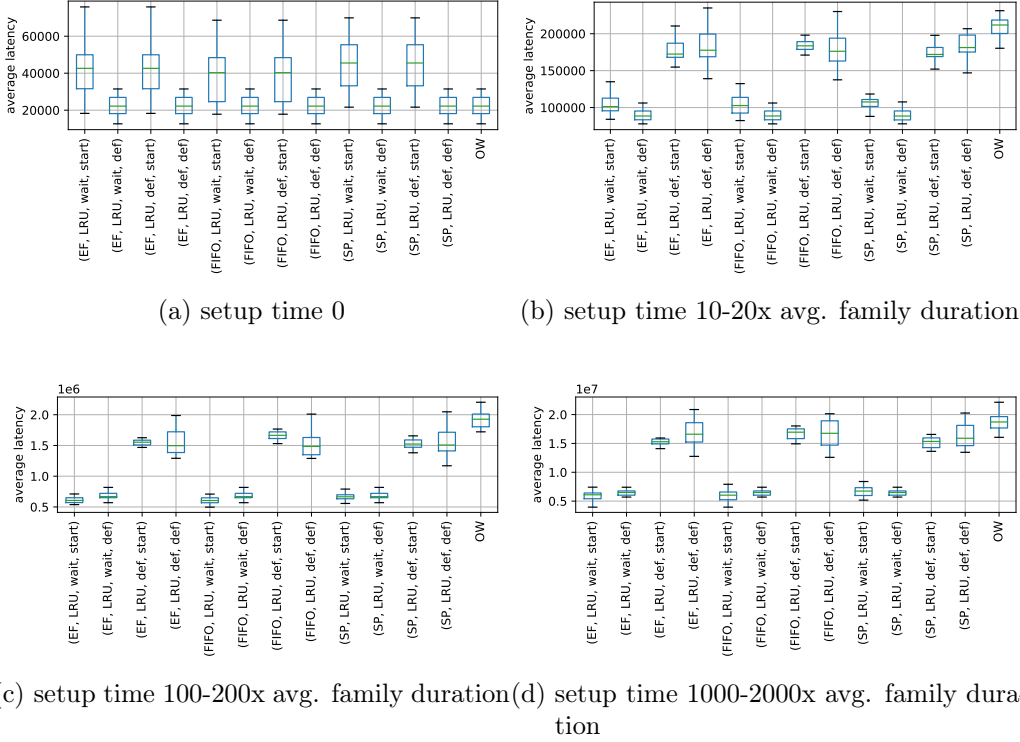 average latency
60000
40000
20000
(EF, LRU, wait, start)
(EF, LRU, wait, def)
(EF, LRU, def, start)
(EF, LRU, def, def)
(FIFO, LRU, wait, start)
(FIFO, LRU, wait, def)
(FIFO, LRU, def, start)
(FIFO, LRU, def, def)
(SP, LRU, wait, start)
(SP, LRU, wait, def)
(SP, LRU, def, start)
(SP, LRU, def, def)
OW
(a) setup time 0
average latency
200000
150000
100000
(EF, LRU, wait, start)
(EF, LRU, wait, def)
(EF, LRU, def, start)
(EF, LRU, def, def)
(FIFO, LRU, wait, start)
(FIFO, LRU, wait, def)
(FIFO, LRU, def, start)
(FIFO, LRU, def, def)
(SP, LRU, wait, start)
(SP, LRU, wait, def)
(SP, LRU, def, start)
(SP, LRU, def, def)
OW
(b) setup time 10-20x avg. family duration
1e6
average latency
2.0
1.5
1.0
0.5
(EF, LRU, wait, start)
(EF, LRU, wait, def)
(EF, LRU, def, start)
(EF, LRU, def, def)
(FIFO, LRU, wait, start)
(FIFO, LRU, wait, def)
(FIFO, LRU, def, start)
(FIFO, LRU, def, def)
(SP, LRU, wait, start)
(SP, LRU, wait, def)
(SP, LRU, def, start)
(SP, LRU, def, def)
OW
c) setup time 100-200x avg. family duration
1e7
average latency
2.0
1.5
1.0
0.5
(EF, LRU, wait, start)
(EF, LRU, wait, def)
(EF, LRU, def, start)
(EF, LRU, def, def)
(FIFO, LRU, wait, start)
(FIFO, LRU, wait, def)
(FIFO, LRU, def, start)
(FIFO, LRU, def, def)
(SP, LRU, wait, start)
(SP, LRU, wait, def)
(SP, LRU, def, start)
(SP, LRU, def, def)
OW
(d) setup time 1000-2000x avg. family dura
tion